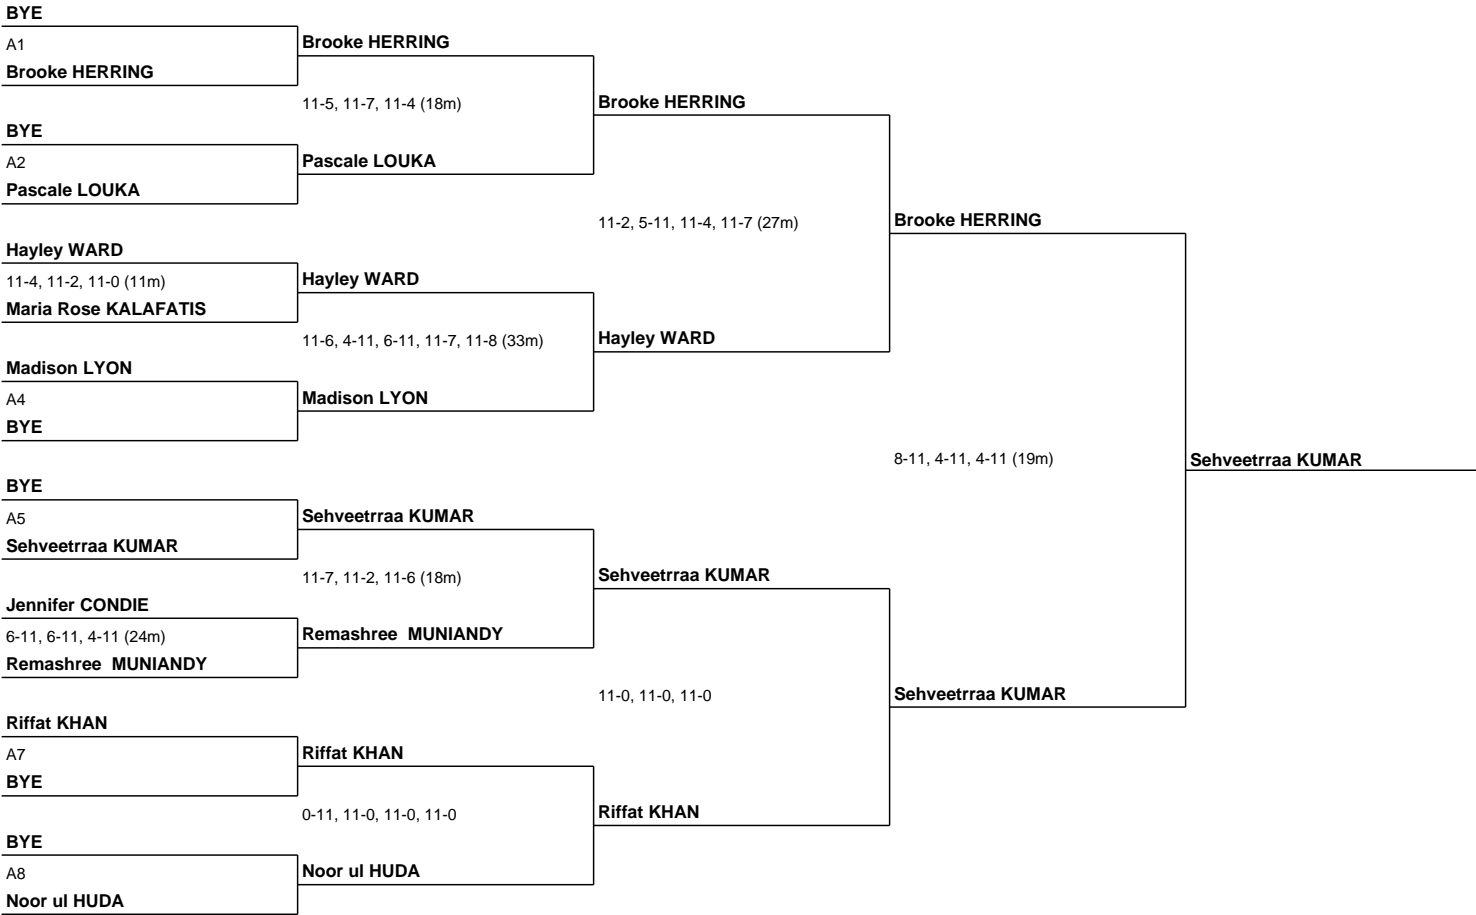 BYE
A1
Brooke HERRING
BYE
A2
Pascale LOUKA
Hayley WARD
11-4, 11-2, 11-0 (11m)
Maria Rose KALAFATIS
Madison LYON
A4
BYE
BYE
A5
Sehveetrraa KUMAR
Jennifer CONDIE
6-11, 6-11, 4-11 (24m)
Remashree  MUNIANDY
Riffat KHAN
A7
BYE
BYE
A8
Noor ul HUDA
Brooke HERRING
11-5, 11-7, 11-4 (18m)
Pascale LOUKA
Hayley WARD
11-6, 4-11, 6-11, 11-7, 11-8 (33m)
Madison LYON
Sehveetrraa KUMAR
11-7, 11-2, 11-6 (18m)
Remashree  MUNIANDY
Riffat KHAN
0-11, 11-0, 11-0, 11-0
Noor ul HUDA
Brooke HERRING
11-2, 5-11, 11-4, 11-7 (27m)
Hayley WARD
Sehveetrraa KUMAR
11-0, 11-0, 11-0
Riffat KHAN
Brooke HERRING
8-11, 4-11, 4-11 (19m)
Sehveetrraa KUMAR
Sehveetrraa KUMAR